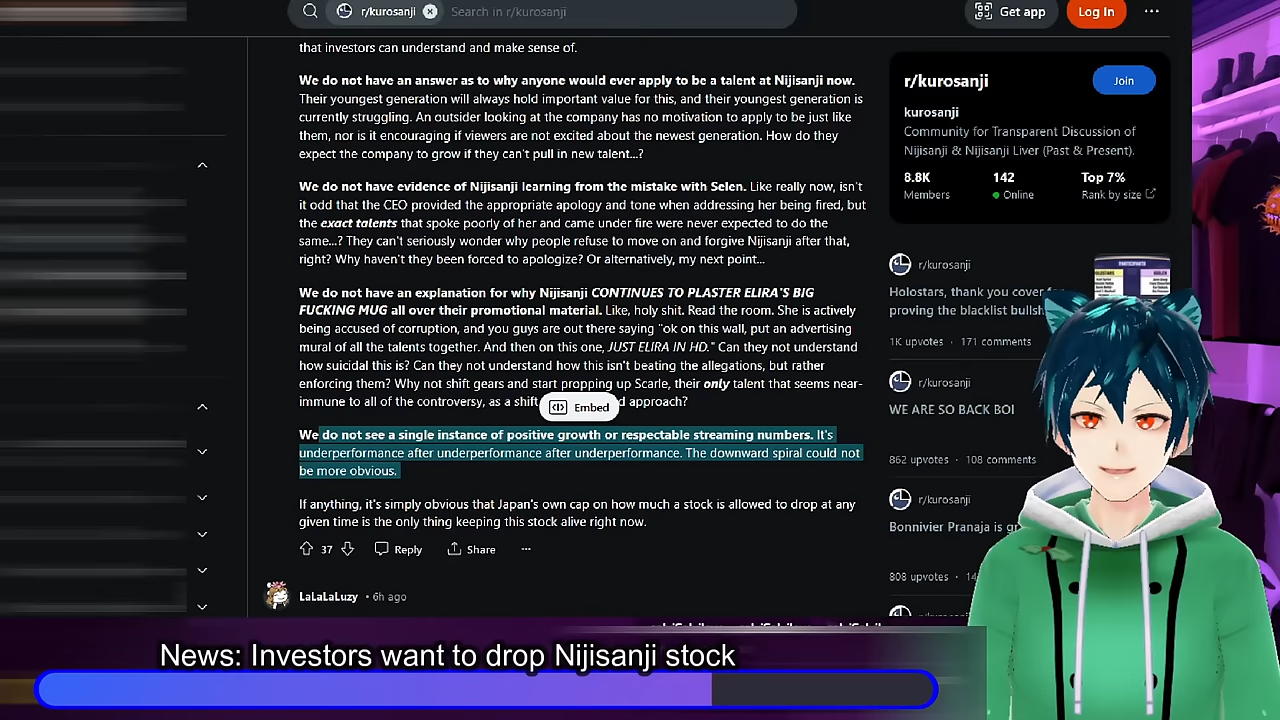 r/kurosanji
Search in r/kurosanji
Get app
Log In
that investors can understand and make sense of.
We do not have an answer as to why anyone would ever apply to be a talent at Nijisanji now.
Their youngest generation will always hold important value for this, and their youngest generation is
currently struggling. An outsider looking at the company has no motivation to apply to be just like
them, nor is it encouraging if viewers are not excited about the newest generation. How do they
expect the company to grow if they can't pull in new talent...?
We do not have evidence of Nijisanji learning from the mistake with Selen. Like really now, isn't
it odd that the CEO provided the appropriate apology and tone when addressing her being fired, but
the exact talents that spoke poorly of her and came under fire were never expected to do the
same...? They can't seriously wonder why people refuse to move on and forgive Nijisanji after that,
right? Why haven't they been forced to apologize? Or alternatively, my next point...
We do not have an explanation for why Nijisanji CONTINUES TO PLASTER ELIRA'S BIG
FUCKING MUG all over their promotional material. Like, holy shit. Read the room. She is actively
being accused of corruption, and you guys are out there saying "ok on this wall, put an advertising
mural of all the talents together. And then on this one, JUST ELIRA IN HD." Can they not understand
how suicidal this is? Can they not understand how this isn't beating the allegations, but rather
enforcing them? Why not shift gears and start propping up Scarle, their only talent that seems near-
immune to all of the controversy, as a shift approach?
Embed
We do not see a single instance of positive growth or respectable streaming numbers. It's
underperformance after underperformance after underperformance. The downward spiral could not
be more obvious.
If anything, it's simply obvious that Japan's own cap on how much a stock is allowed to drop at any
given time is the only thing keeping this stock alive right now.
37
Reply
Share
LaLaLaLuzy • 6h ago
r/kurosanji
Join
kurosanji
Community for Transparent Discussion of
Nijisanji & Nijisanji Liver (Past & Present).
8.8K
142
Top 7%
Members
Online
Rank by size
r/kurosanji
Holostars, thank you cover for
proving the blacklist bullsh
1K upvotes • 171 comments
r/kurosanji
WE ARE SO BACK BOI
862 upvotes • 108 comments
r/kurosanji
Bonnivier Pranaja is
808 upvotes
News: Investors want to drop Nijisanji stock